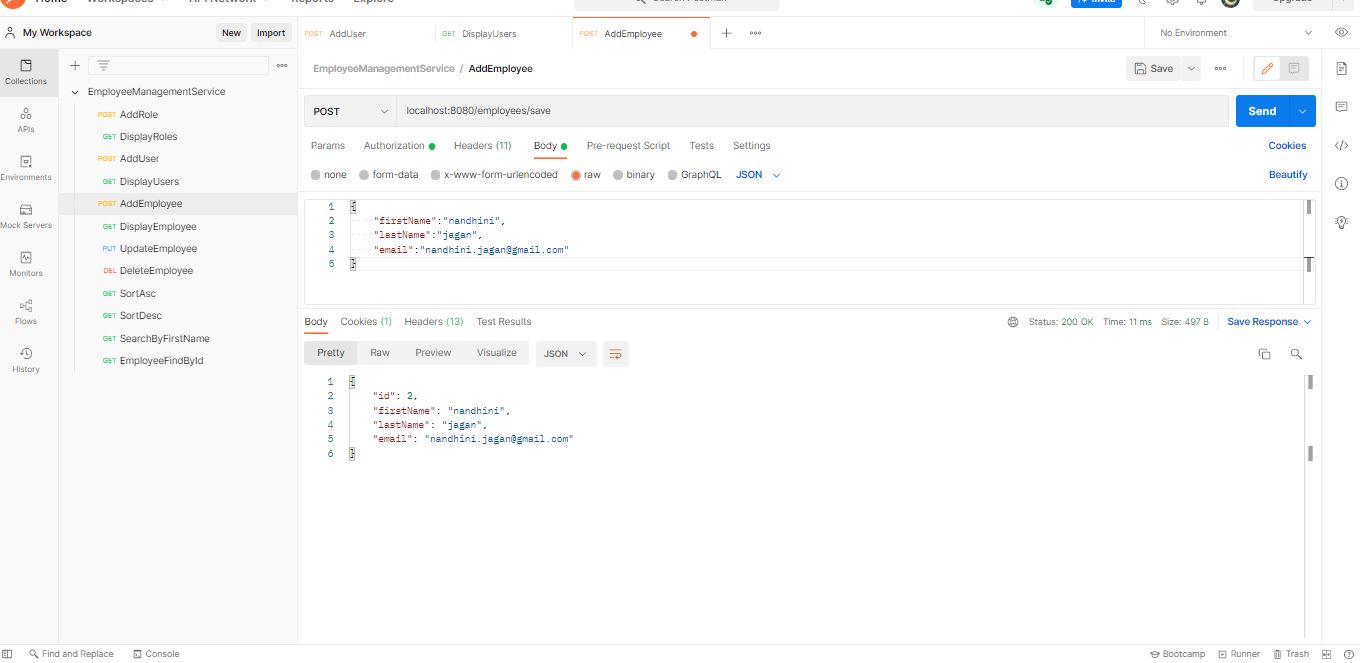 Home Workspaces API Network Reports Explore Search Postman Invite Upgrade
My Workspace New Import POST AddUser GET DisplayUsers POST AddEmployee No Environment
Collections
EmployeeManagementService / AddEmployee Save
EmployeeManagementService
POST AddRole
POST localhost:8080/employees/save Send
APIs
GET DisplayRoles
Params Authorization Headers (11) Body Pre-request Script Tests Settings Cookies
POST AddUser
Environments
none form-data x-www-form-urlencoded raw binary GraphQL JSON Beautify
GET DisplayUsers
POST AddEmployee
1 {
2 "firstName":"nandhini",
3 "lastName":"jagan",
4 "email":"nandhini.jagan@gmail.com"
5 }
Mock Servers
GET DisplayEmployee
PUT UpdateEmployee
Monitors
DEL DeleteEmployee
GET SortAsc
Flows
GET SortDesc
Body Cookies (1) Headers (13) Test Results Status: 200 OK Time: 11 ms Size: 497 B Save Response
GET SearchByFirstName
Pretty Raw Preview Visualize JSON
GET EmployeeFindById
History
1 {
2 "id": 2,
3 "firstName": "nandhini",
4 "lastName": "jagan",
5 "email": "nandhini.jagan@gmail.com"
6 }
Find and Replace Console Bootcamp Runner Trash